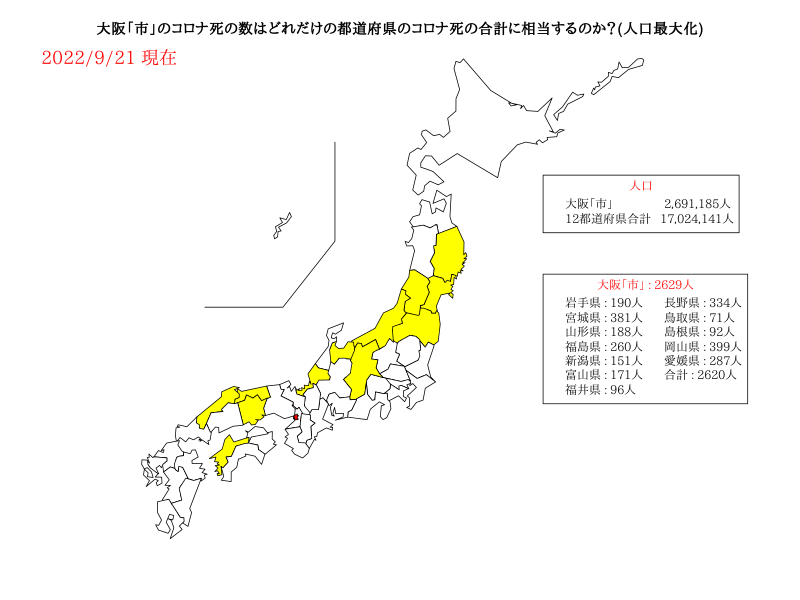 大阪「市」のコロナ死の数はどれだけの都道府県のコロナ死の合計に相当するのか?(人口最大化)
2022/9/21 現在
人口
大阪「市」 2,691,185人
12都道府県合計 17,024,141人
大阪「市」 : 2629人
岩手県 : 190人 長野県 : 334人
宮城県 : 381人 鳥取県 : 71人
山形県 : 188人 島根県 : 92人
福島県 : 260人 岡山県 : 399人
新潟県 : 151人 愛媛県 : 287人
富山県 : 171人 合計 : 2620人
福井県 : 96人